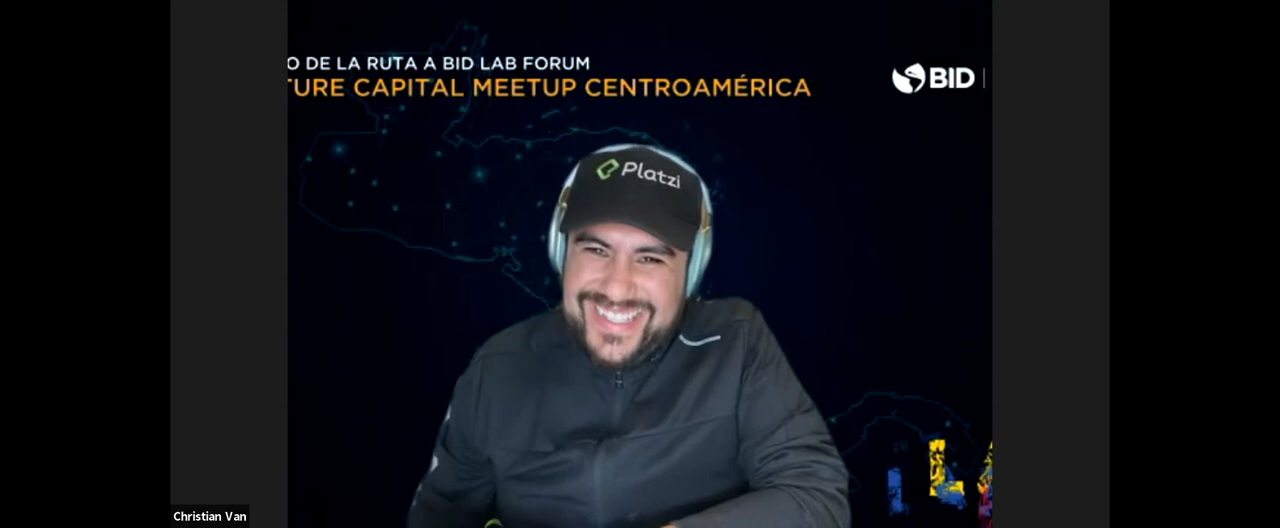 O DE LA RUTA A BID LAB FORUM
TURE CAPITAL MEETUP CENTROAMÉRICA
BID
Platzi
Christian Van